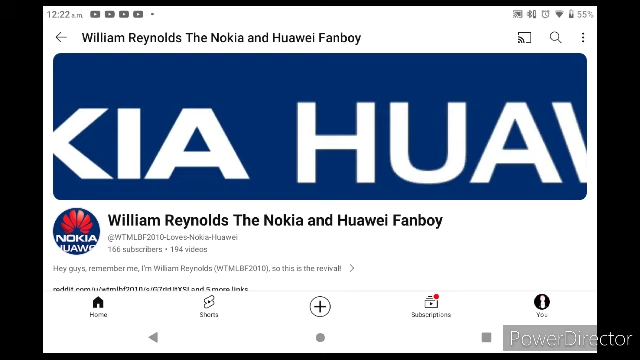 12:22 a.m.
55%
William Reynolds The Nokia and Huawei Fanboy
KIA HUAW
NOKIA
HUAWEI
William Reynolds The Nokia and Huawei Fanboy
@WTMLBF2010-Loves-Nokia-Huawei
166 subscribers • 194 videos
Hey guys, remember me, I'm William Reynolds (WTMLBF2010), so this is the revival!
and 5 more links
Home
Shorts
Subscriptions
You
PowerDirector